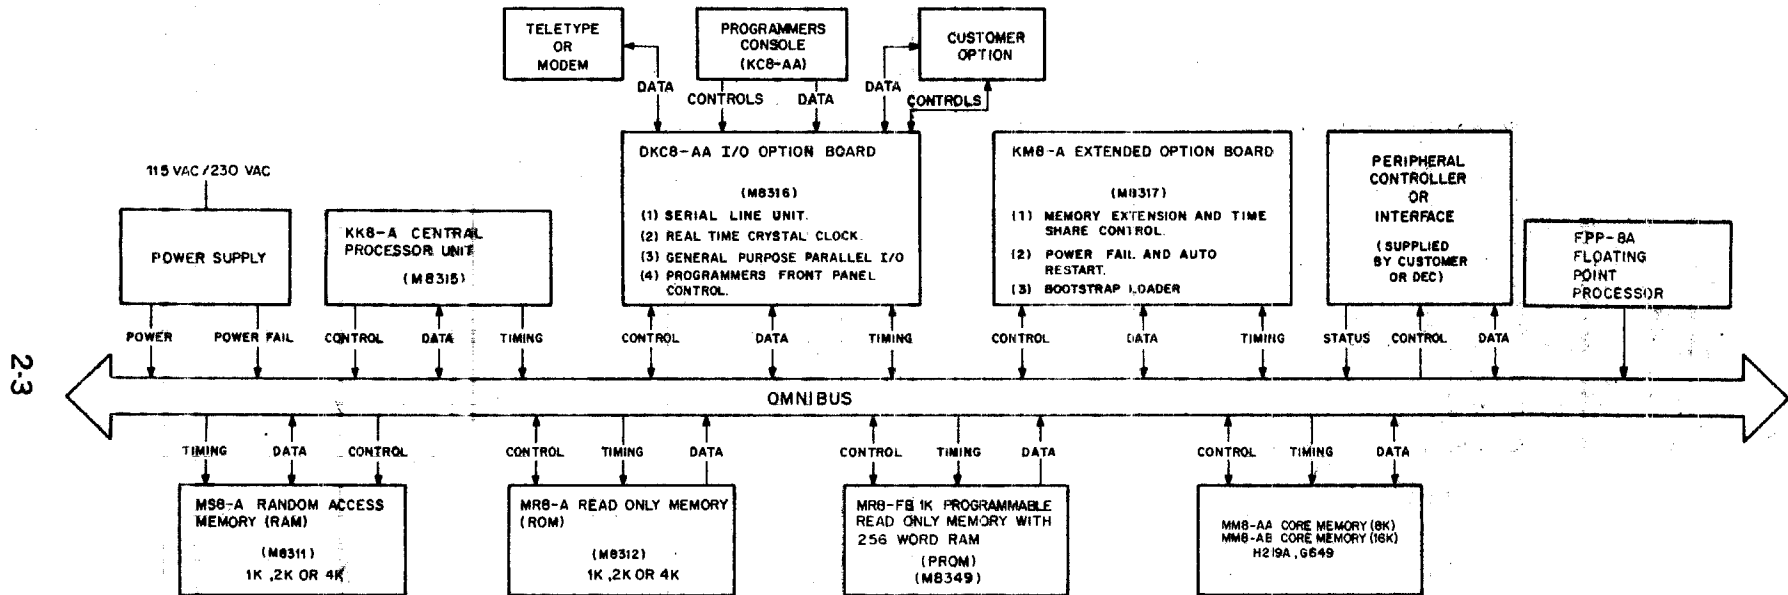 TELETYPE
OR
MODEM
PROGRAMMERS
CONSOLE
(KC8-AA)
CUSTOMER
OPTION
DATA
CONTROLS
DATA
DATA
CONTROLS
115 VAC/230 VAC
POWER SUPPLY
KK8-A CENTRAL
PROCESSOR UNIT
(M8315)
DKC8-AA I/O OPTION BOARD
(M8316)
(1) SERIAL LINE UNIT.
(2) REAL TIME CRYSTAL CLOCK.
(3) GENERAL PURPOSE PARALLEL I/O
(4) PROGRAMMERS FRONT PANEL
CONTROL.
KM8-A EXTENDED OPTION BOARD
(M8317)
(1) MEMORY EXTENSION AND TIME
SHARE CONTROL.
(2) POWER FAIL AND AUTO
RESTART.
(3) BOOTSTRAP LOADER
PERIPHERAL
CONTROLLER
OR
INTERFACE
(SUPPLIED
BY CUSTOMER
OR DEC)
FPP-8A
FLOATING
POINT
PROCESSOR
POWER
POWER FAIL
CONTROL
DATA
TIMING
CONTROL
DATA
TIMING
CONTROL
DATA
TIMING
STATUS
CONTROL
DATA
2-3
OMNIBUS
TIMING
DATA
CONTROL
CONTROL
TIMING
DATA
CONTROL
TIMING
DATA
CONTROL
TIMING
DATA
MS8-A RANDOM ACCESS
MEMORY (RAM)
(M8311)
1K ,2K OR 4K
MR8-A READ ONLY MEMORY
(ROM)
(M8312)
1K ,2K OR 4K
MR8-FB 1K PROGRAMMABLE
READ ONLY MEMORY WITH
256 WORD RAM
(PROM)
(M8349)
MM8-AA CORE MEMORY (8K)
MM8-AB CORE MEMORY (16K)
H219A , G649